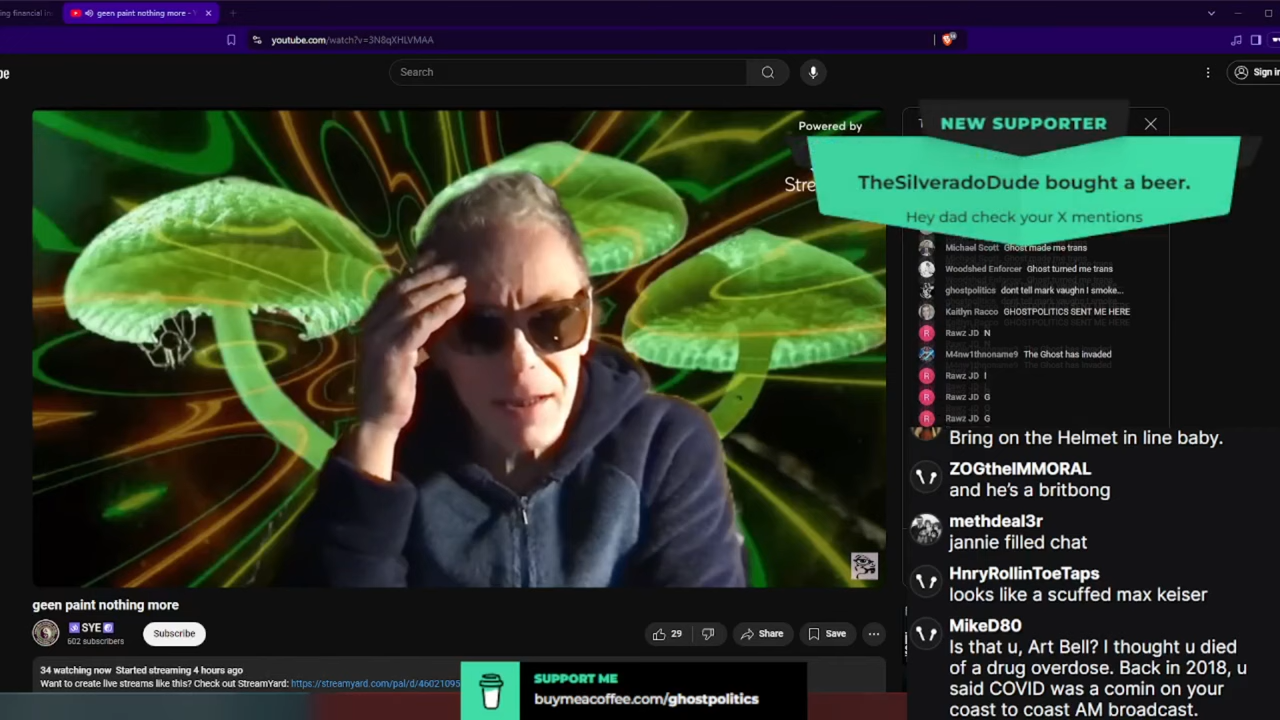 geen paint nothing more -
youtube.com/watch?v=3N8qXHLVMAA
Search
Sign in
Powered by
NEW SUPPORTER
TheSilveradoDude bought a beer.
Hey dad check your X mentions
Michael Scott Ghost made me trans
Woodshed Enforcer Ghost turned me trans
ghostpolitics dont tell mark vaughn I smoke...
Kaitlyn Racco GHOSTPOLITICS SENT ME HERE
Rawz JD N
M4nw1thnoname9 The Ghost has invaded
Rawz JD I
Rawz JD G
Rawz JD G
Bring on the Helmet in line baby.
ZOGtheIMMORAL
and he's a britbong
methdeal3r
jannie filled chat
HnryRollinToeTaps
looks like a scuffed max keiser
MikeD80
Is that u, Art Bell? I thought u died
of a drug overdose. Back in 2018, u
said COVID was a comin on your
coast to coast AM broadcast.
geen paint nothing more
SYE
602 subscribers
Subscribe
29
Share
Save
34 watching now Started streaming 4 hours ago
Want to create live streams like this? Check out StreamYard: https://streamyard.com/pal/d/46021095
SUPPORT ME
buymeacoffee.com/ghostpolitics